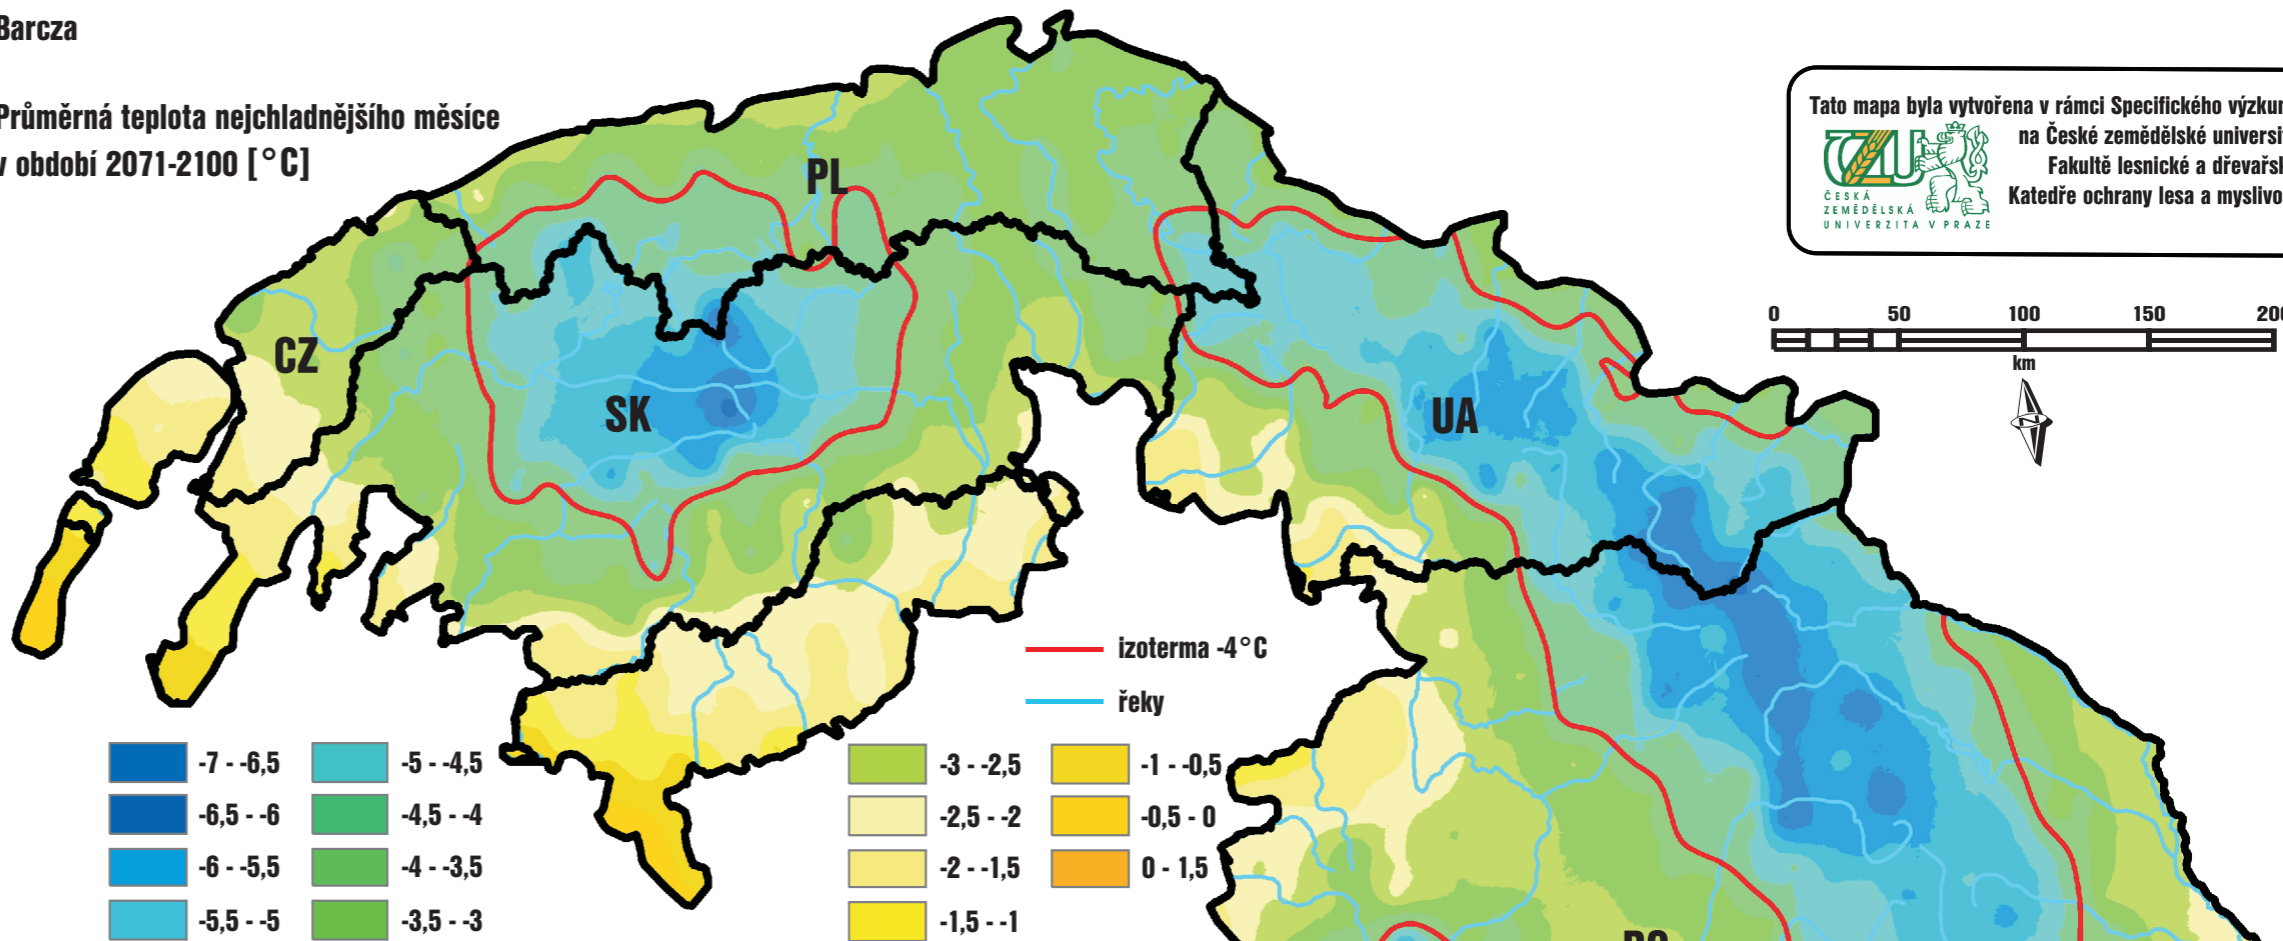 Barcza
Průměrná teplota nejchladnějšího měsíce
v období 2071-2100 [°C]
Tato mapa byla vytvořena v rámci Specifického výzkum
na České zemědělské universit
Fakultě lesnické a dřevařsk
Katedře ochrany lesa a myslivo
ČZU
ČESKÁ
ZEMĚDĚLSKÁ
UNIVERZITA V PRAZE
0 50 100 150 200
km
N
PL
CZ
SK
UA
izoterma -4°C
řeky
-7 - -6,5
-6,5 - -6
-6 - -5,5
-5,5 - -5
-5 - -4,5
-4,5 - -4
-4 - -3,5
-3,5 - -3
-3 - -2,5
-2,5 - -2
-2 - -1,5
-1,5 - -1
-1 - -0,5
-0,5 - 0
0 - 1,5